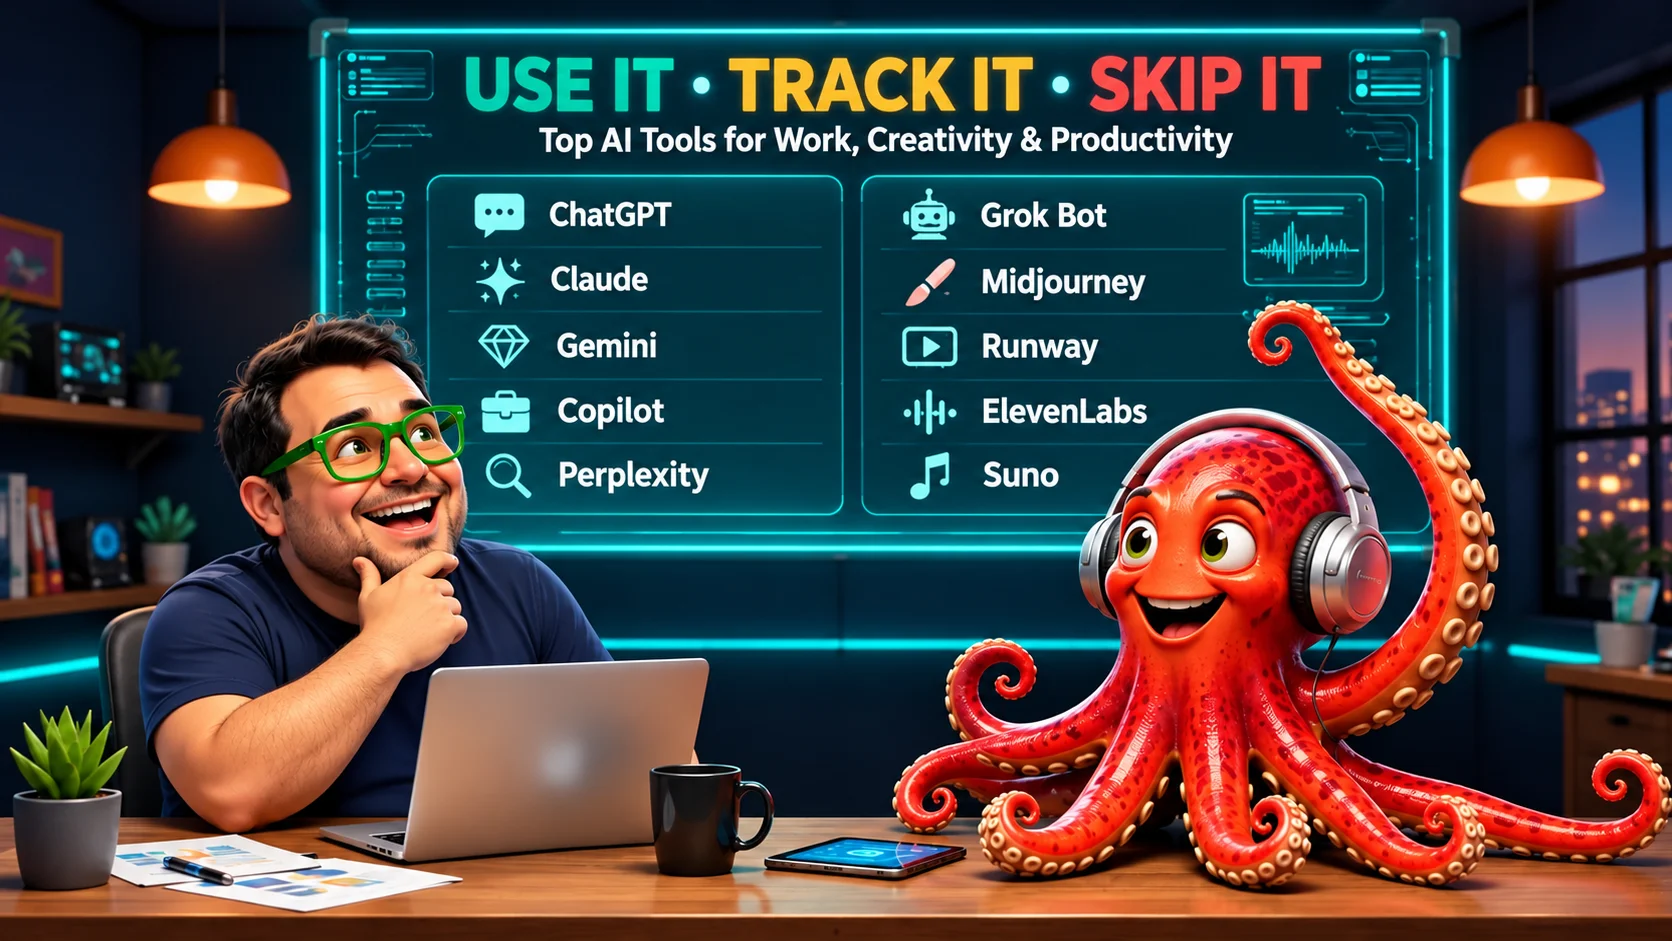 USE IT • TRACK IT • SKIP IT
Top AI Tools for Work, Creativity & Productivity
ChatGPT
Claude
Gemini
Copilot
Perplexity
Grok Bot
Midjourney
Runway
ElevenLabs
Suno